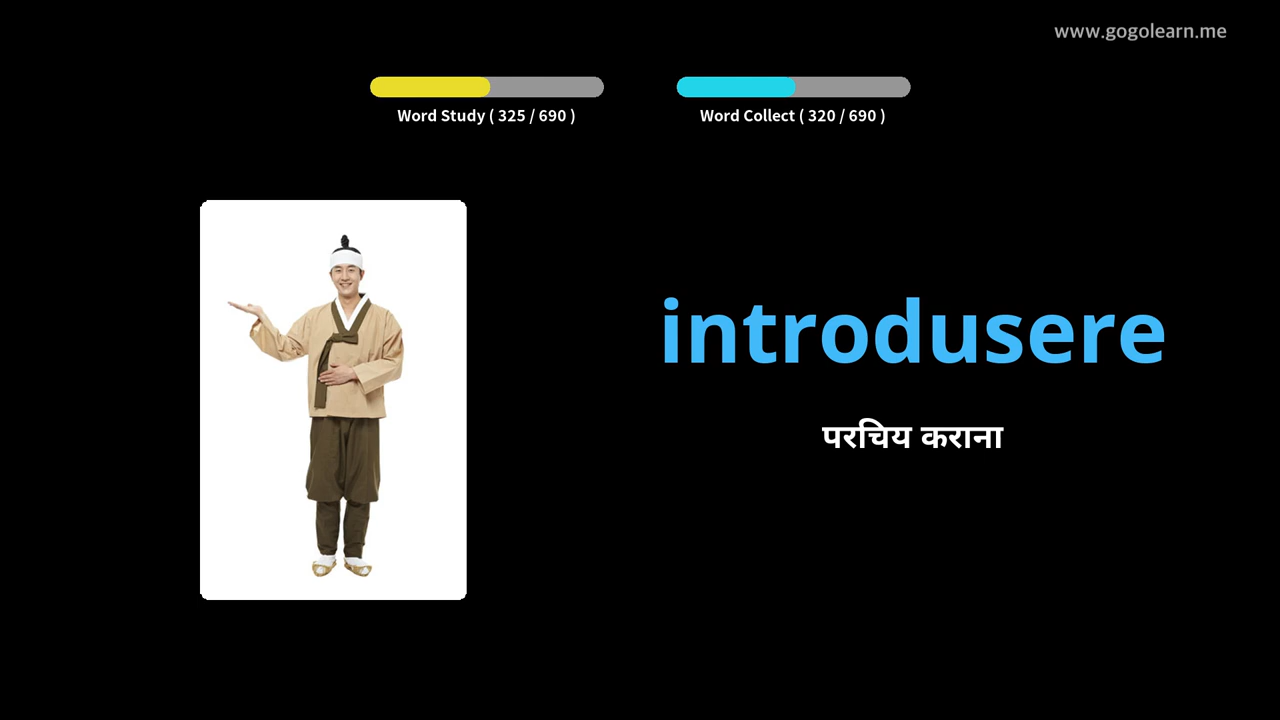 www.gogolearn.me
Word Study ( 325 / 690 )
Word Collect ( 320 / 690 )
introdusere
परिचय कराना